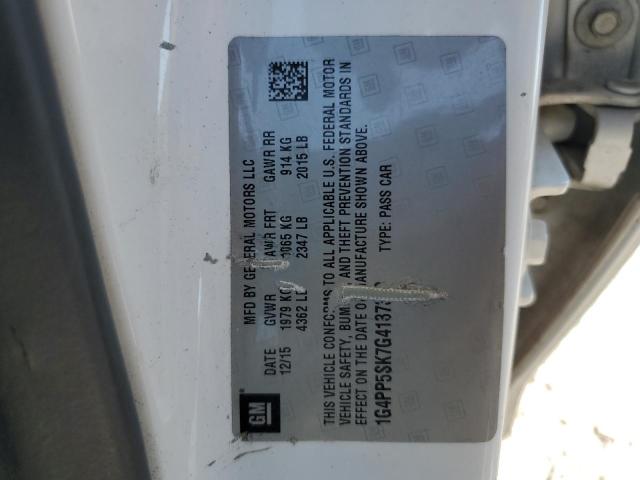 GM
MFD BY GENERAL MOTORS LLC
DATE GVWR GAWR FRT GAWR RR
12/15 1979 KG 1065 KG 914 KG
4362 LB 2347 LB 2015 LB
THIS VEHICLE CONFORMS TO ALL APPLICABLE U.S. FEDERAL MOTOR
VEHICLE SAFETY, BUM AND THEFT PREVENTION STANDARDS IN
EFFECT ON THE DATE OF MANUFACTURE SHOWN ABOVE.
1G4PP5SK7G41373 TYPE: PASS CAR